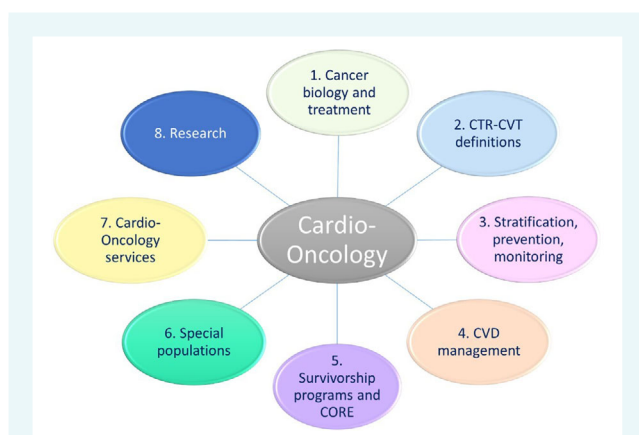 1. Cancer
biology and
treatment
2. CTR-CVT
definitions
3. Stratification,
prevention,
monitoring
4. CVD
management
5.
Survivorship
programs and
CORE
6. Special
populations
7. Cardio-
Oncology
services
8. Research
Cardio-
Oncology